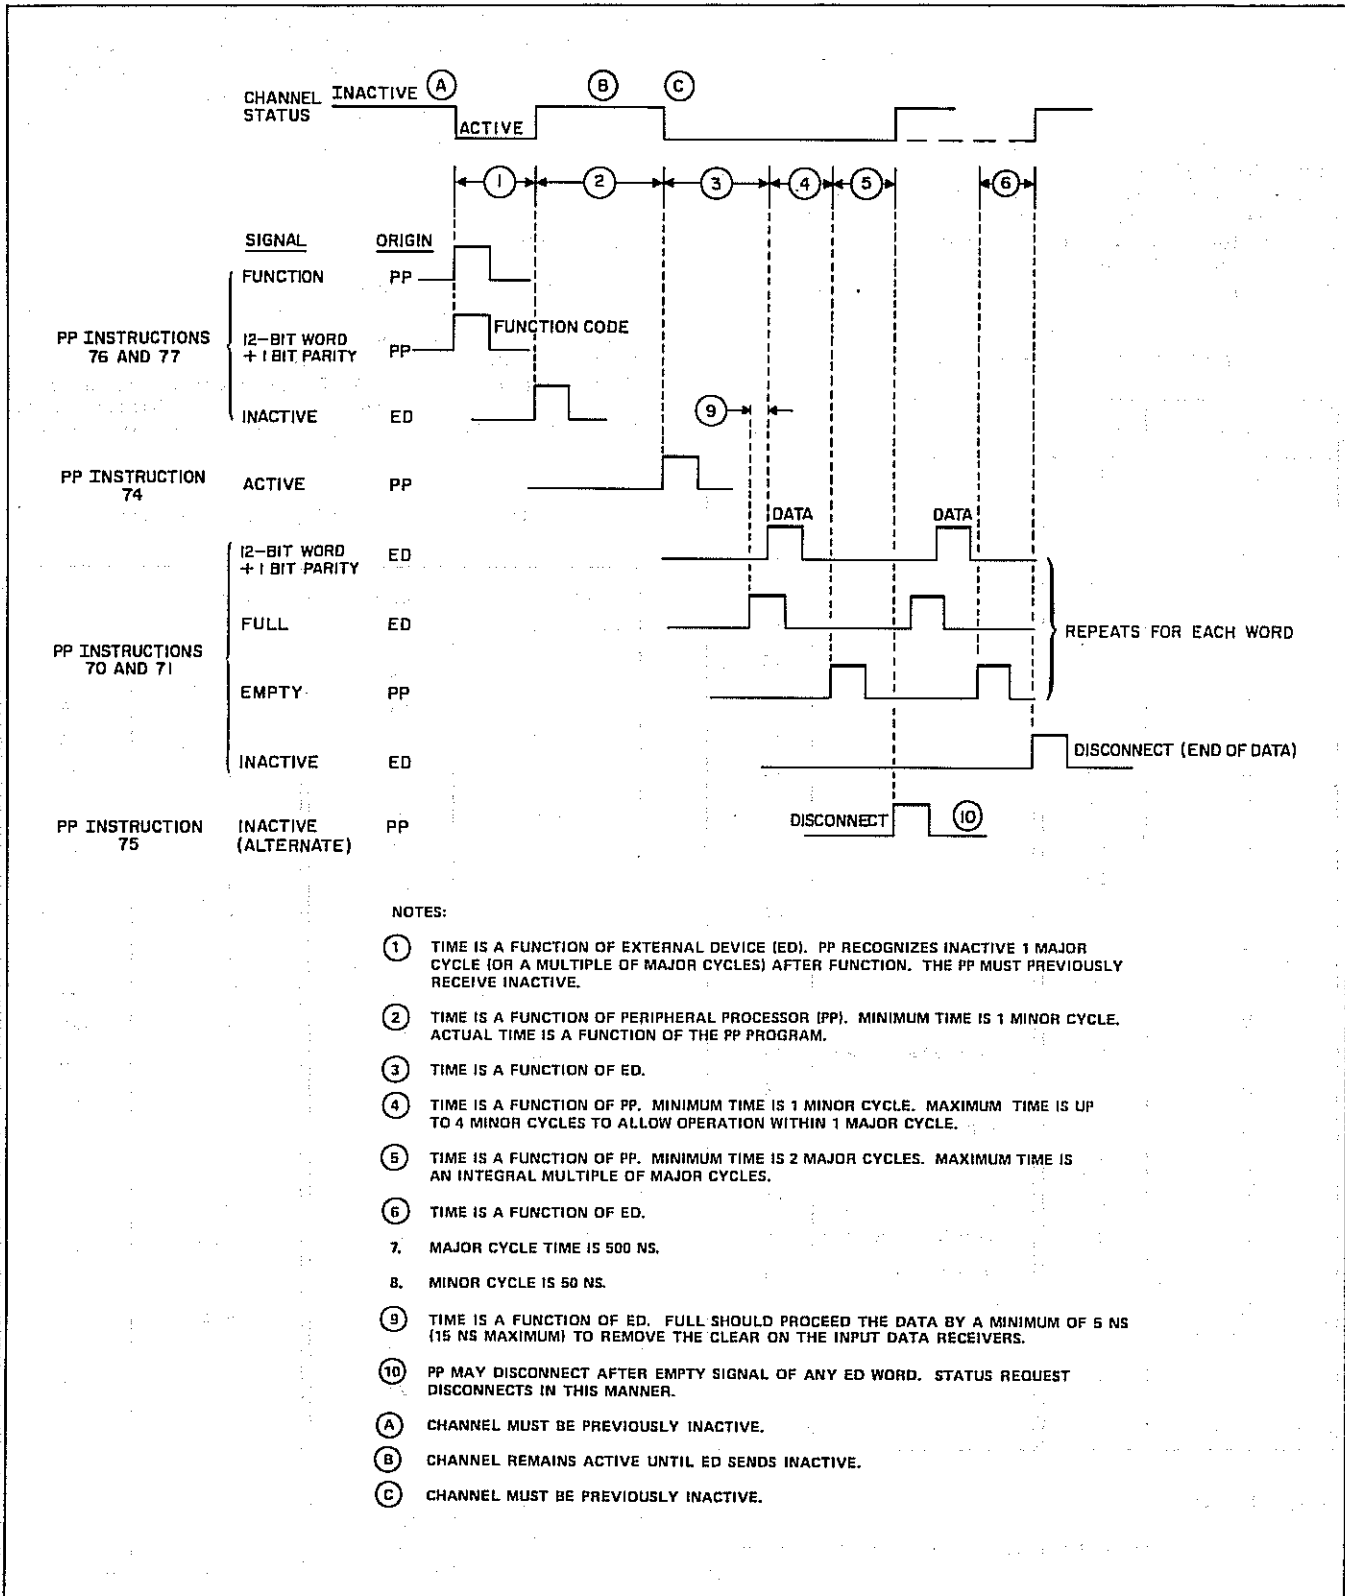 CHANNEL STATUS
INACTIVE
A
B
C
ACTIVE
1
2
3
4
5
6
SIGNAL
ORIGIN
PP INSTRUCTIONS
76 AND 77
FUNCTION
PP
12-BIT WORD
+ 1 BIT PARITY
PP
FUNCTION CODE
INACTIVE
ED
9
PP INSTRUCTION
74
ACTIVE
PP
PP INSTRUCTIONS
70 AND 71
12-BIT WORD
+ 1 BIT PARITY
ED
DATA
DATA
FULL
ED
REPEATS FOR EACH WORD
EMPTY
PP
INACTIVE
ED
DISCONNECT (END OF DATA)
PP INSTRUCTION
75
INACTIVE
(ALTERNATE)
PP
DISCONNECT
10
NOTES:
1 TIME IS A FUNCTION OF EXTERNAL DEVICE (ED). PP RECOGNIZES INACTIVE 1 MAJOR
CYCLE (OR A MULTIPLE OF MAJOR CYCLES) AFTER FUNCTION. THE PP MUST PREVIOUSLY
RECEIVE INACTIVE.
2 TIME IS A FUNCTION OF PERIPHERAL PROCESSOR (PP). MINIMUM TIME IS 1 MINOR CYCLE.
ACTUAL TIME IS A FUNCTION OF THE PP PROGRAM.
3 TIME IS A FUNCTION OF ED.
4 TIME IS A FUNCTION OF PP. MINIMUM TIME IS 1 MINOR CYCLE. MAXIMUM TIME IS UP
TO 4 MINOR CYCLES TO ALLOW OPERATION WITHIN 1 MAJOR CYCLE.
5 TIME IS A FUNCTION OF PP. MINIMUM TIME IS 2 MAJOR CYCLES. MAXIMUM TIME IS
AN INTEGRAL MULTIPLE OF MAJOR CYCLES.
6 TIME IS A FUNCTION OF ED.
7. MAJOR CYCLE TIME IS 500 NS.
8. MINOR CYCLE IS 50 NS.
9 TIME IS A FUNCTION OF ED. FULL SHOULD PROCEED THE DATA BY A MINIMUM OF 5 NS
(15 NS MAXIMUM) TO REMOVE THE CLEAR ON THE INPUT DATA RECEIVERS.
10 PP MAY DISCONNECT AFTER EMPTY SIGNAL OF ANY ED WORD. STATUS REQUEST
DISCONNECTS IN THIS MANNER.
A CHANNEL MUST BE PREVIOUSLY INACTIVE.
B CHANNEL REMAINS ACTIVE UNTIL ED SENDS INACTIVE.
C CHANNEL MUST BE PREVIOUSLY INACTIVE.